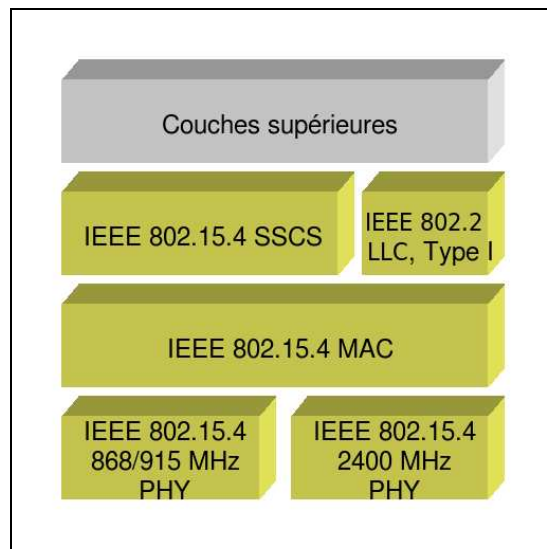 Couches supérieures
IEEE 802.15.4 SSCS
IEEE 802.2
LLC, Type I
IEEE 802.15.4 MAC
IEEE 802.15.4
868/915 MHz
PHY
IEEE 802.15.4
2400 MHz
PHY